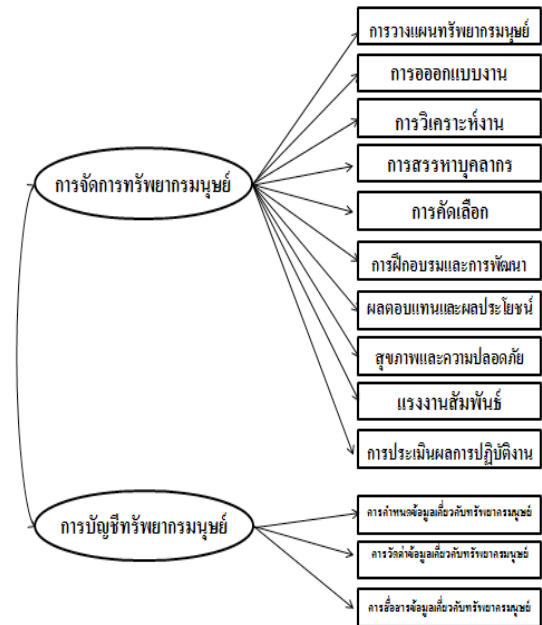 การวางแผนทรัพยากรมนุษย์
การอออกแบบงาน
การวิเคราะห์งาน
การสรรหาบุคลากร
การจัดการทรัพยากรมนุษย์
การคัดเลือก
การฝึกอบรมและการพัฒนา
ผลตอบแทนและผลประโยชน์
สุขภาพและความปลอดภัย
แรงงานสัมพันธ์
การประเมินผลการปฏิบัติงาน
การบัญชีทรัพยากรมนุษย์
การกำหนดข้อมูลเกี่ยวกับทรัพยากรมนุษย์
การวัดค่าข้อมูลเกี่ยวกับทรัพยากรมนุษย์
การสื่อสารข้อมูลเกี่ยวกับทรัพยากรมนุษย์